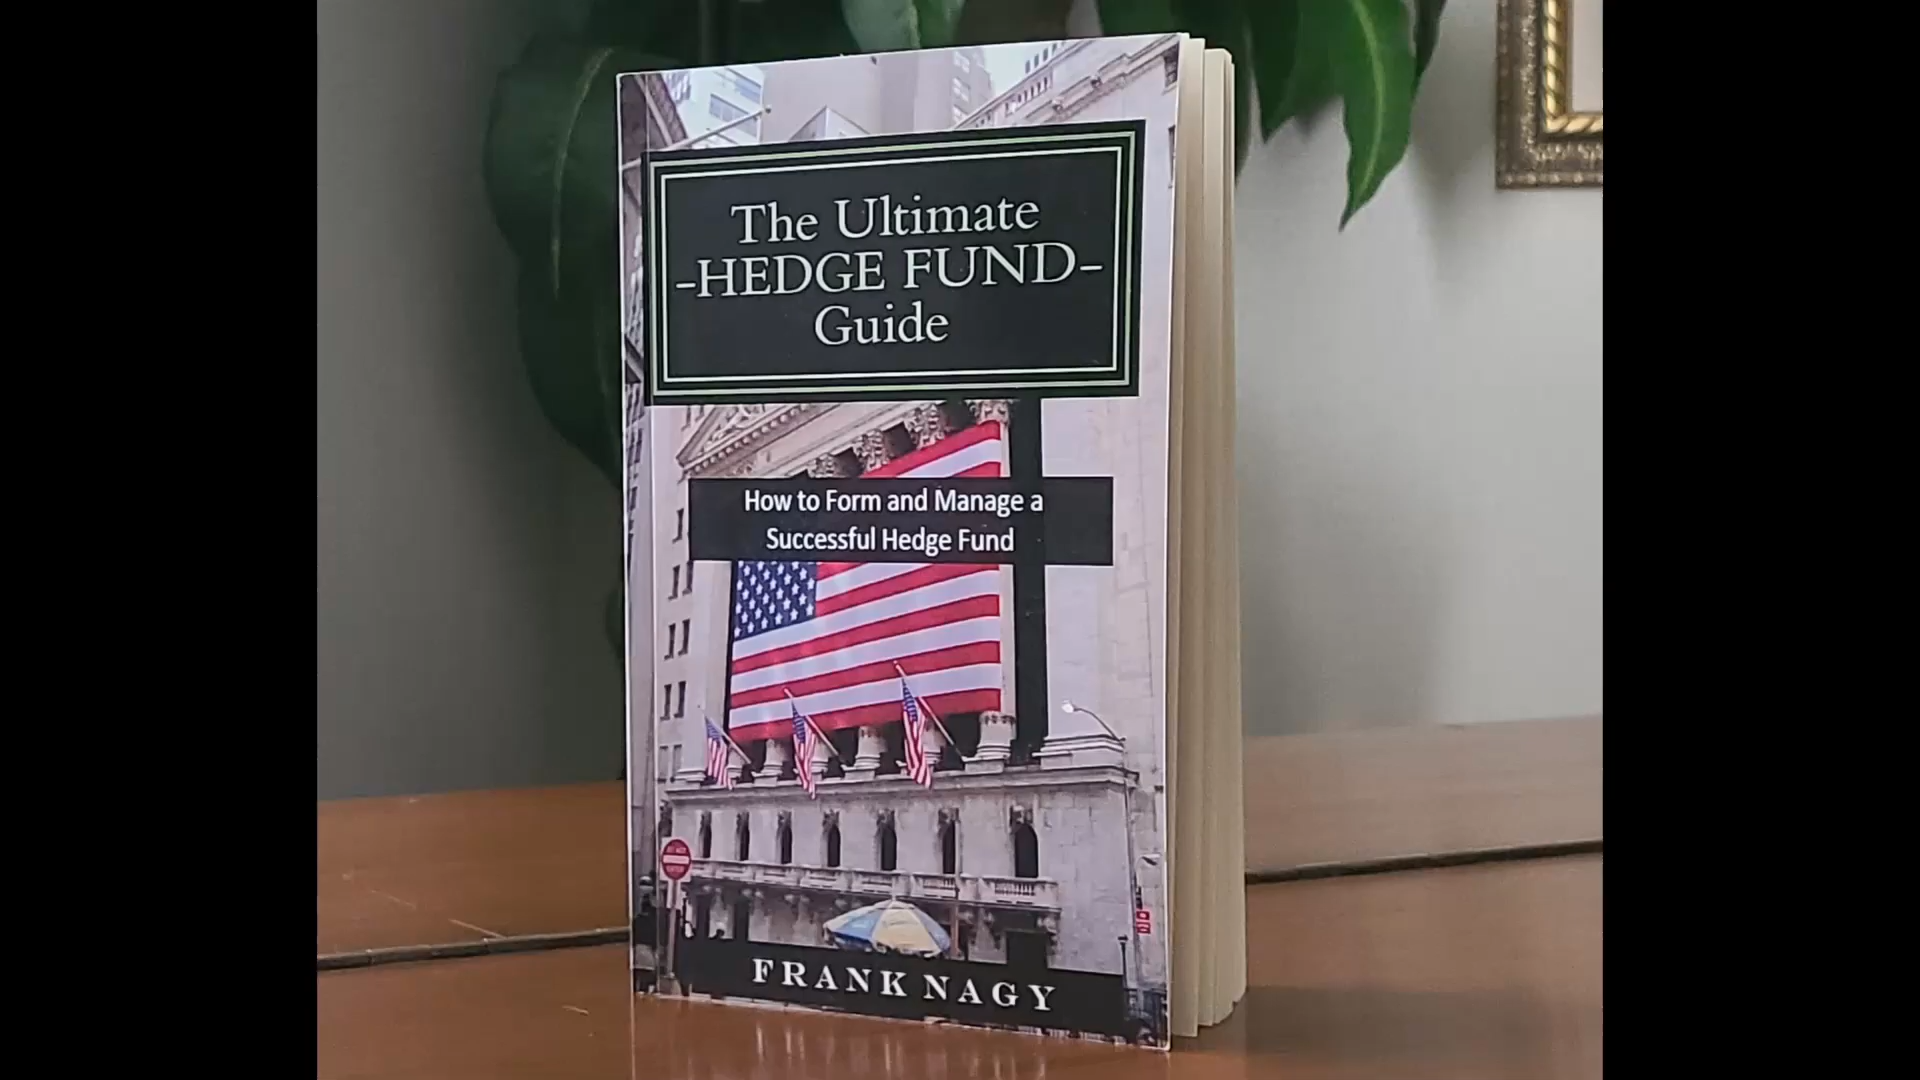 The Ultimate
-HEDGE FUND-
Guide
How to Form and Manage a
Successful Hedge Fund
FRANK NAGY